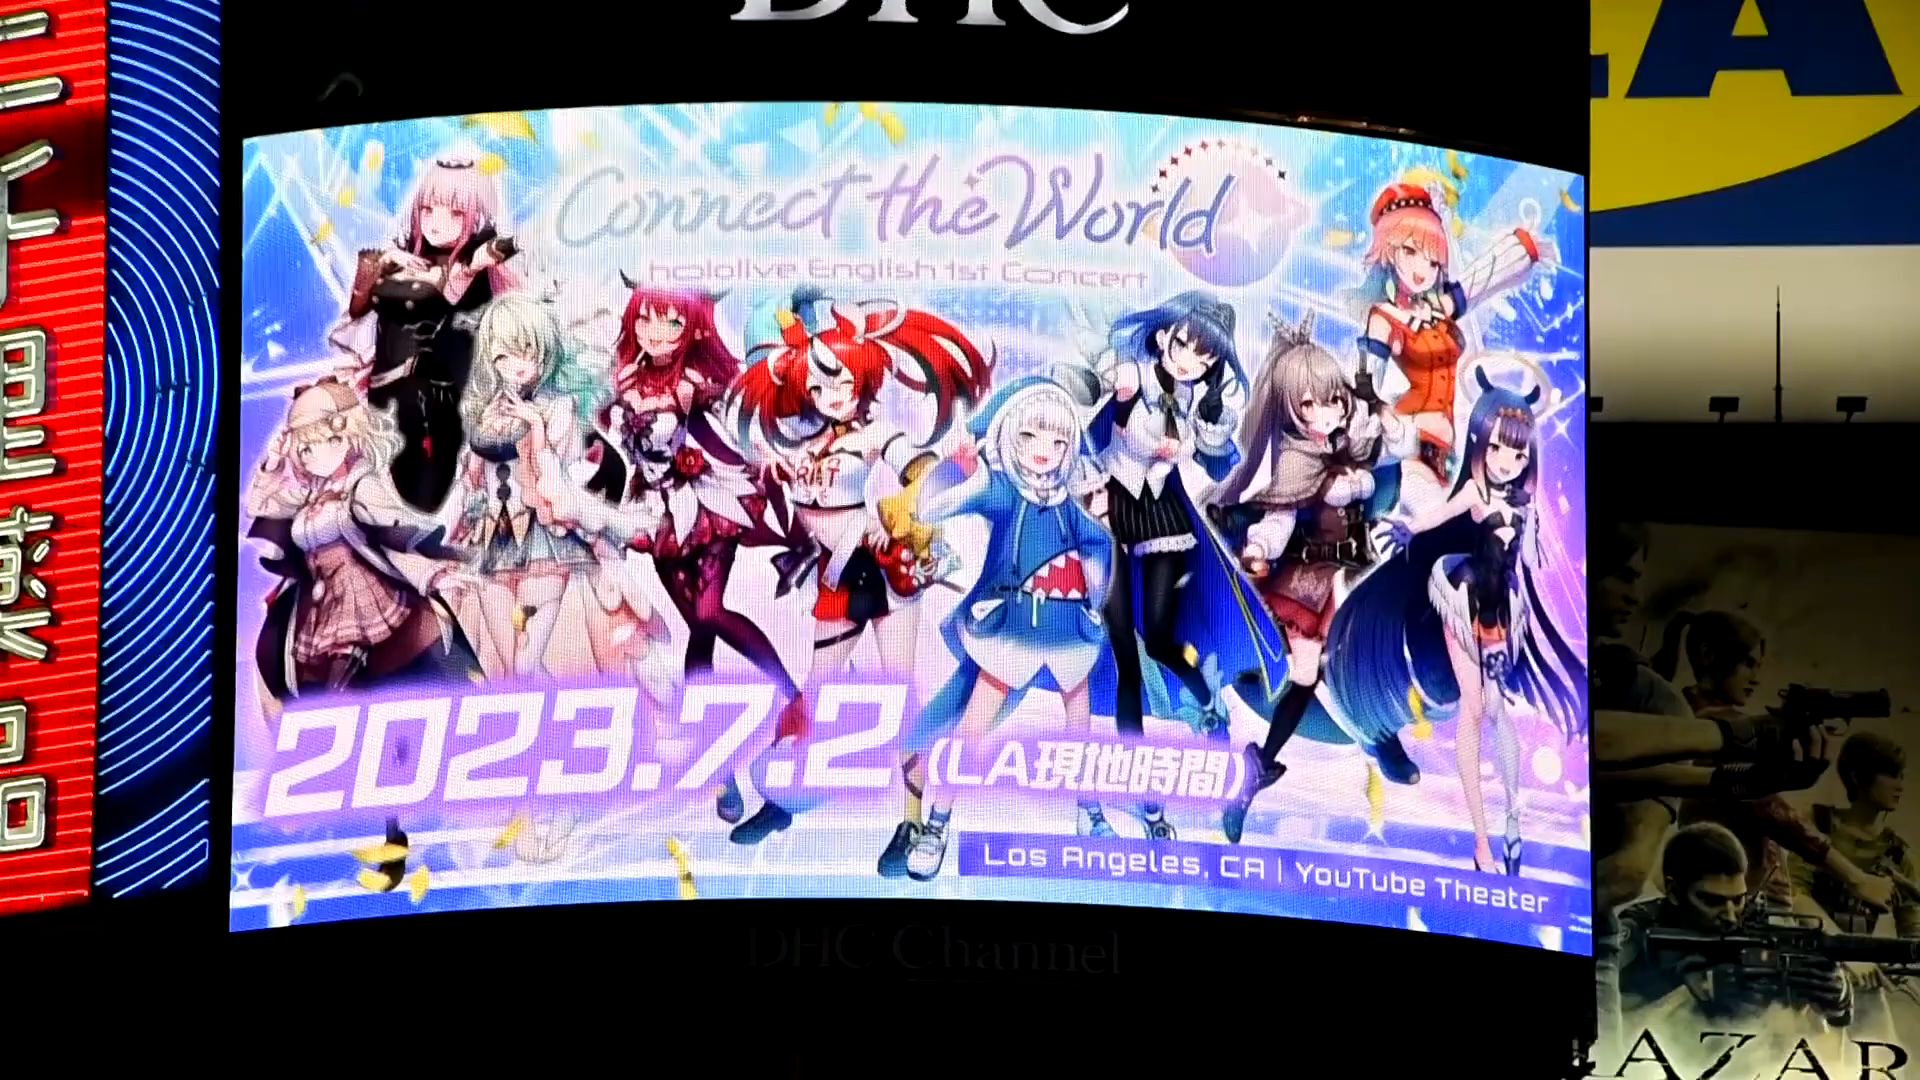 DHC
Connect the World
hololive English 1st Concert
2023.7.2 (LA現地時間)
Los Angeles, CA | YouTube Theater
DHC Channel